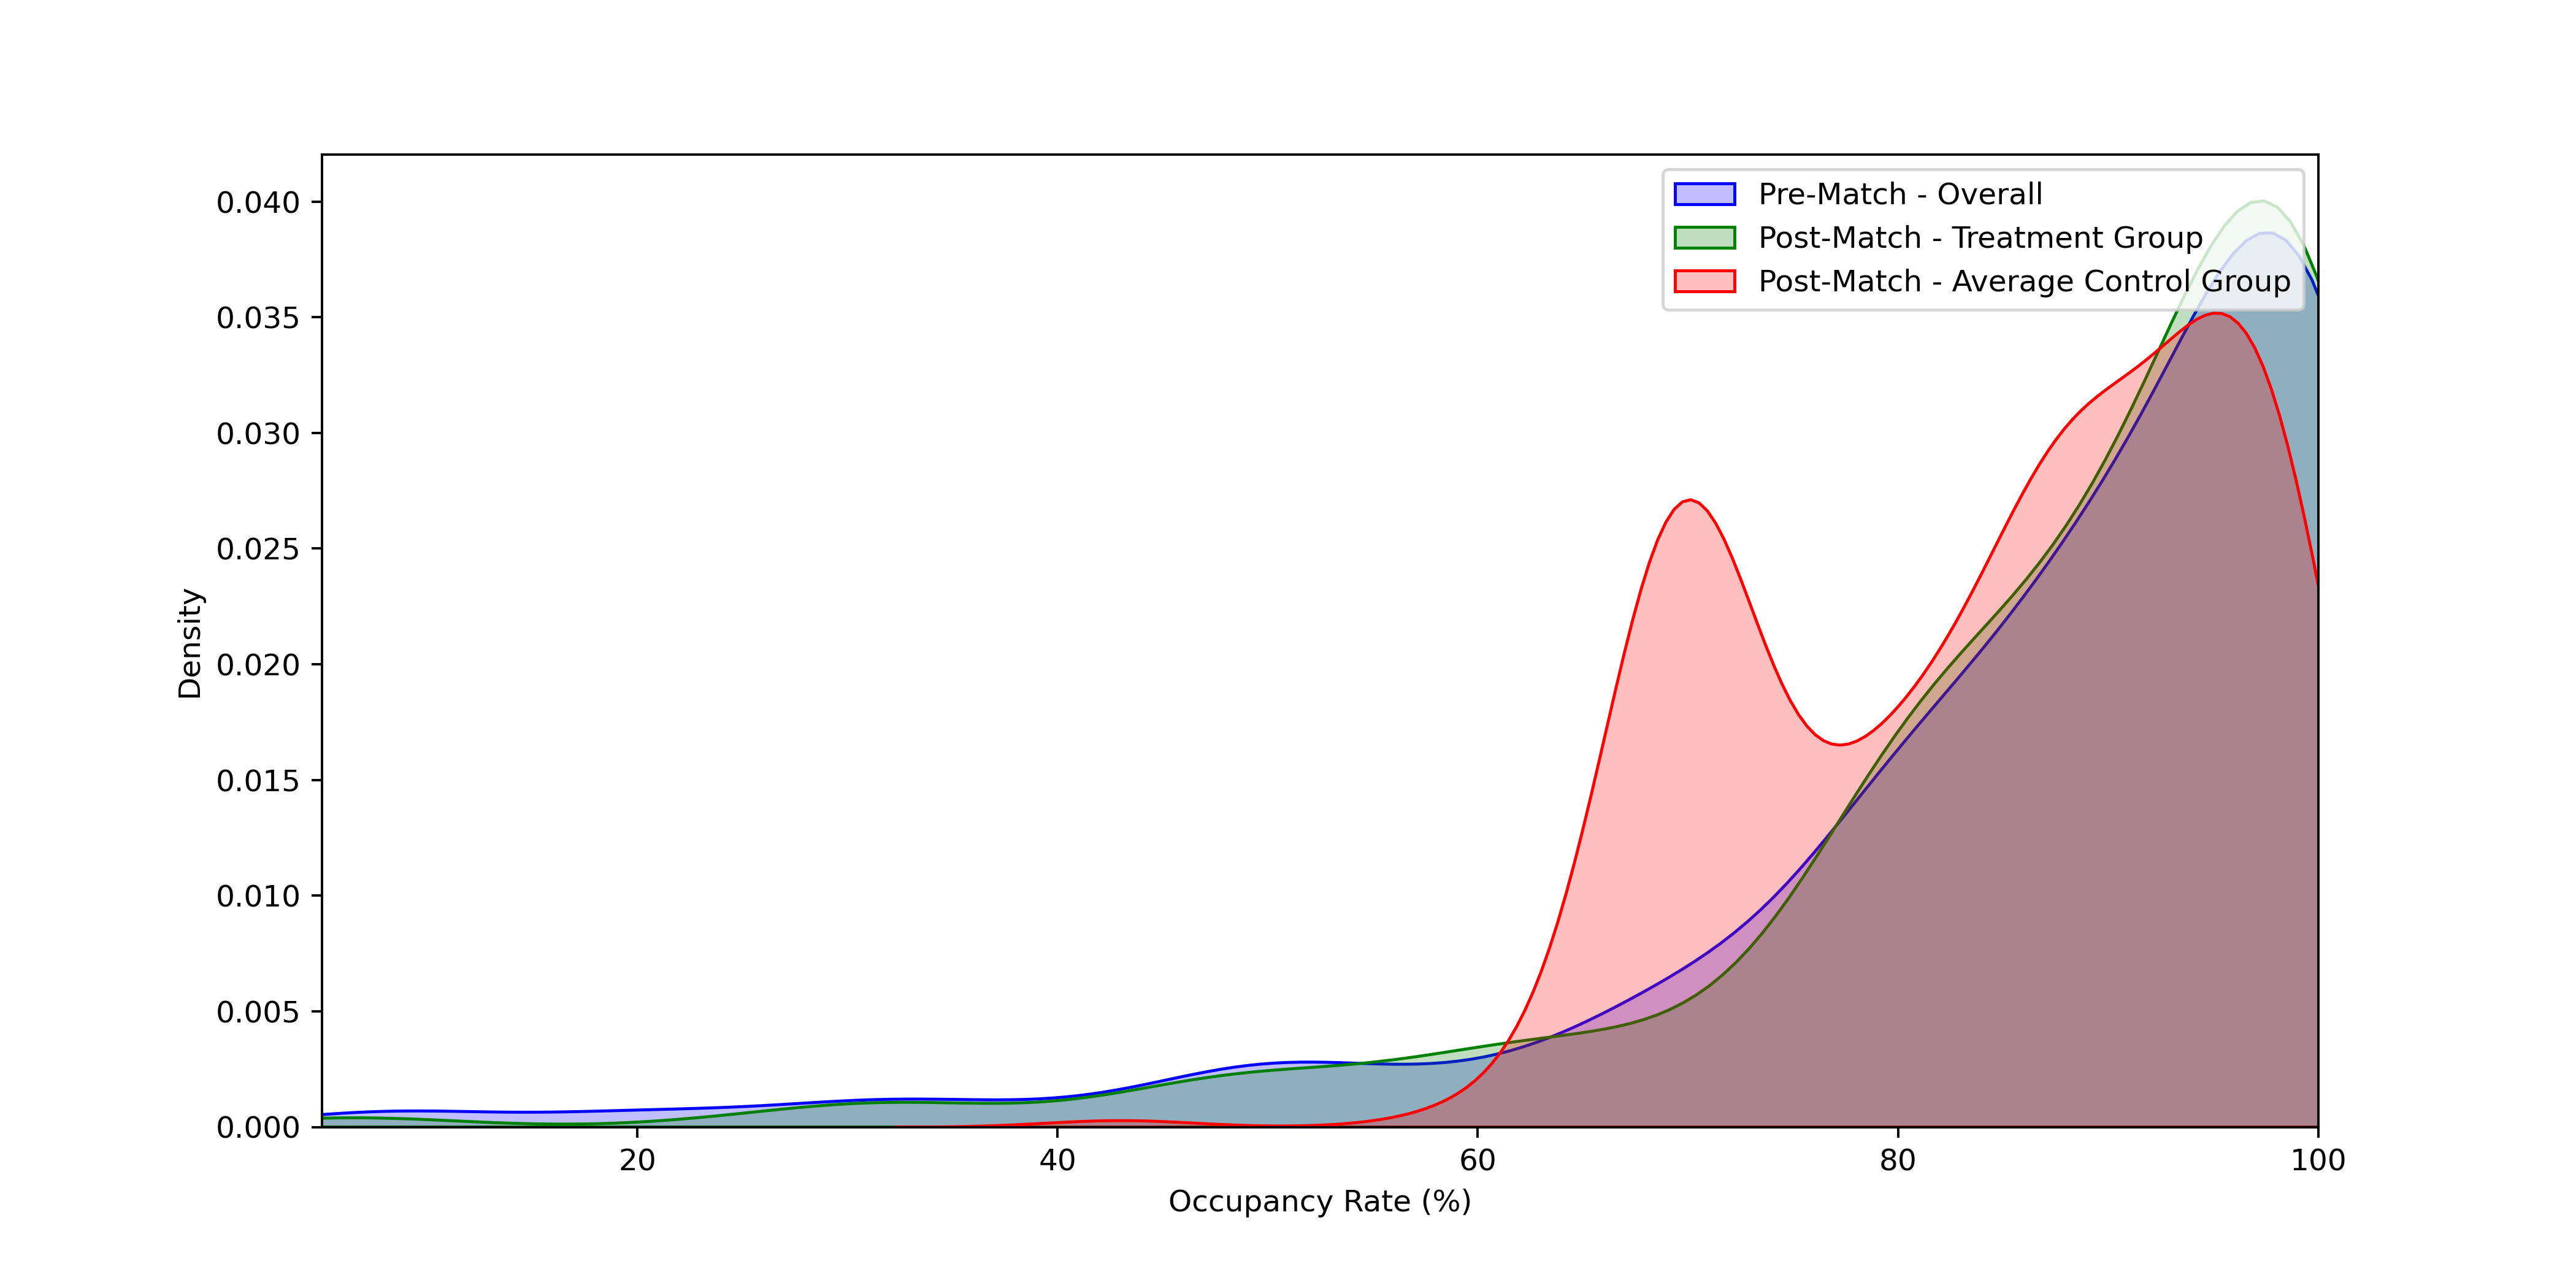 Pre-Match - Overall
Post-Match - Treatment Group
Post-Match - Average Control Group
0.040
0.035
0.030
0.025
0.020
0.015
0.010
0.005
0.000
Density
20 40 60 80 100
Occupancy Rate (%)